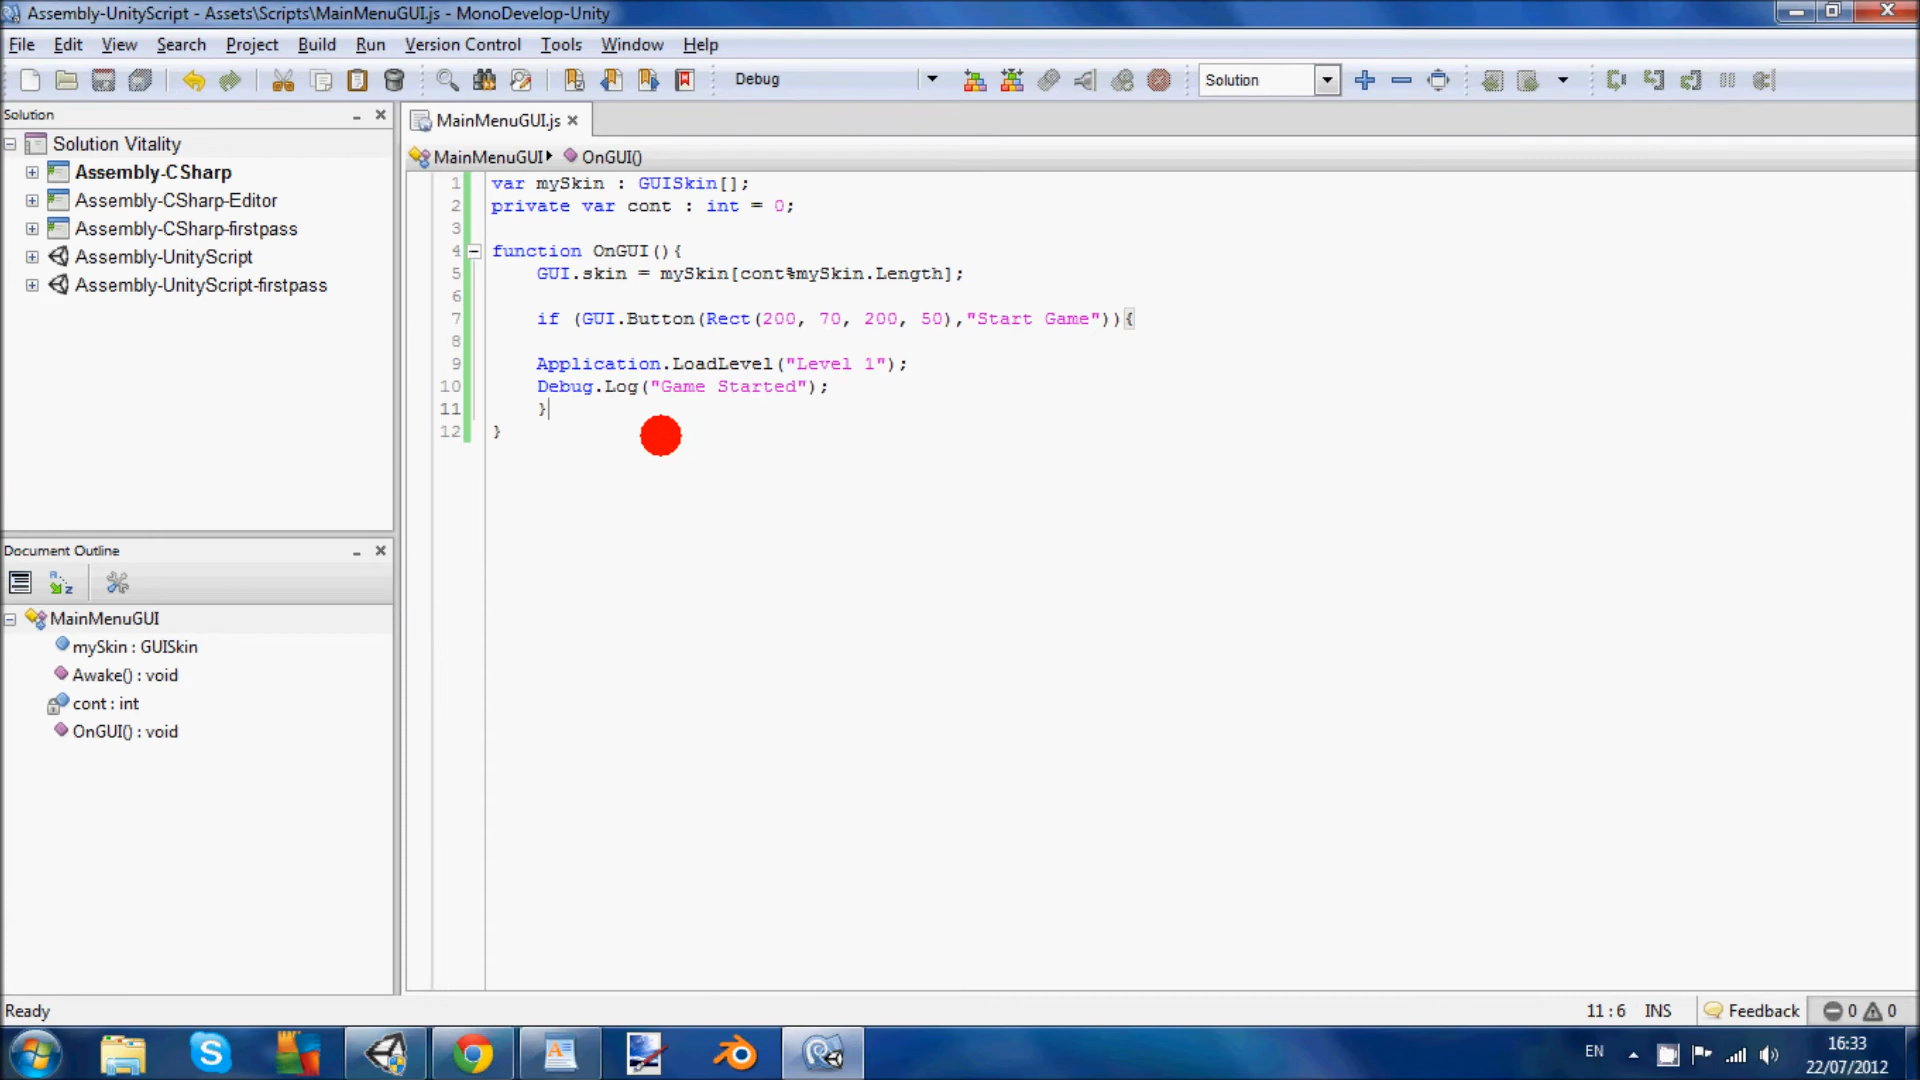 Assembly-UnityScript - Assets\Scripts\MainMenuGUI.js - MonoDevelop-Unity
File Edit View Search Project Build Run Version Control Tools Window Help
Debug
Solution
Solution
Solution Vitality
Assembly-CSharp
Assembly-CSharp-Editor
Assembly-CSharp-firstpass
Assembly-UnityScript
Assembly-UnityScript-firstpass
Document Outline
MainMenuGUI
mySkin : GUISkin
Awake() : void
cont : int
OnGUI() : void
MainMenuGUI.js
MainMenuGUI OnGUI()
1 var mySkin : GUISkin[];
2 private var cont : int = 0;
3
4 function OnGUI(){
5 GUI.skin = mySkin[cont%mySkin.Length];
6
7 if (GUI.Button(Rect(200, 70, 200, 50),"Start Game")){
8
9 Application.LoadLevel("Level 1");
10 Debug.Log("Game Started");
11 }
12 }
Ready
11 : 6 INS Feedback 0 0
EN
16:33
22/07/2012